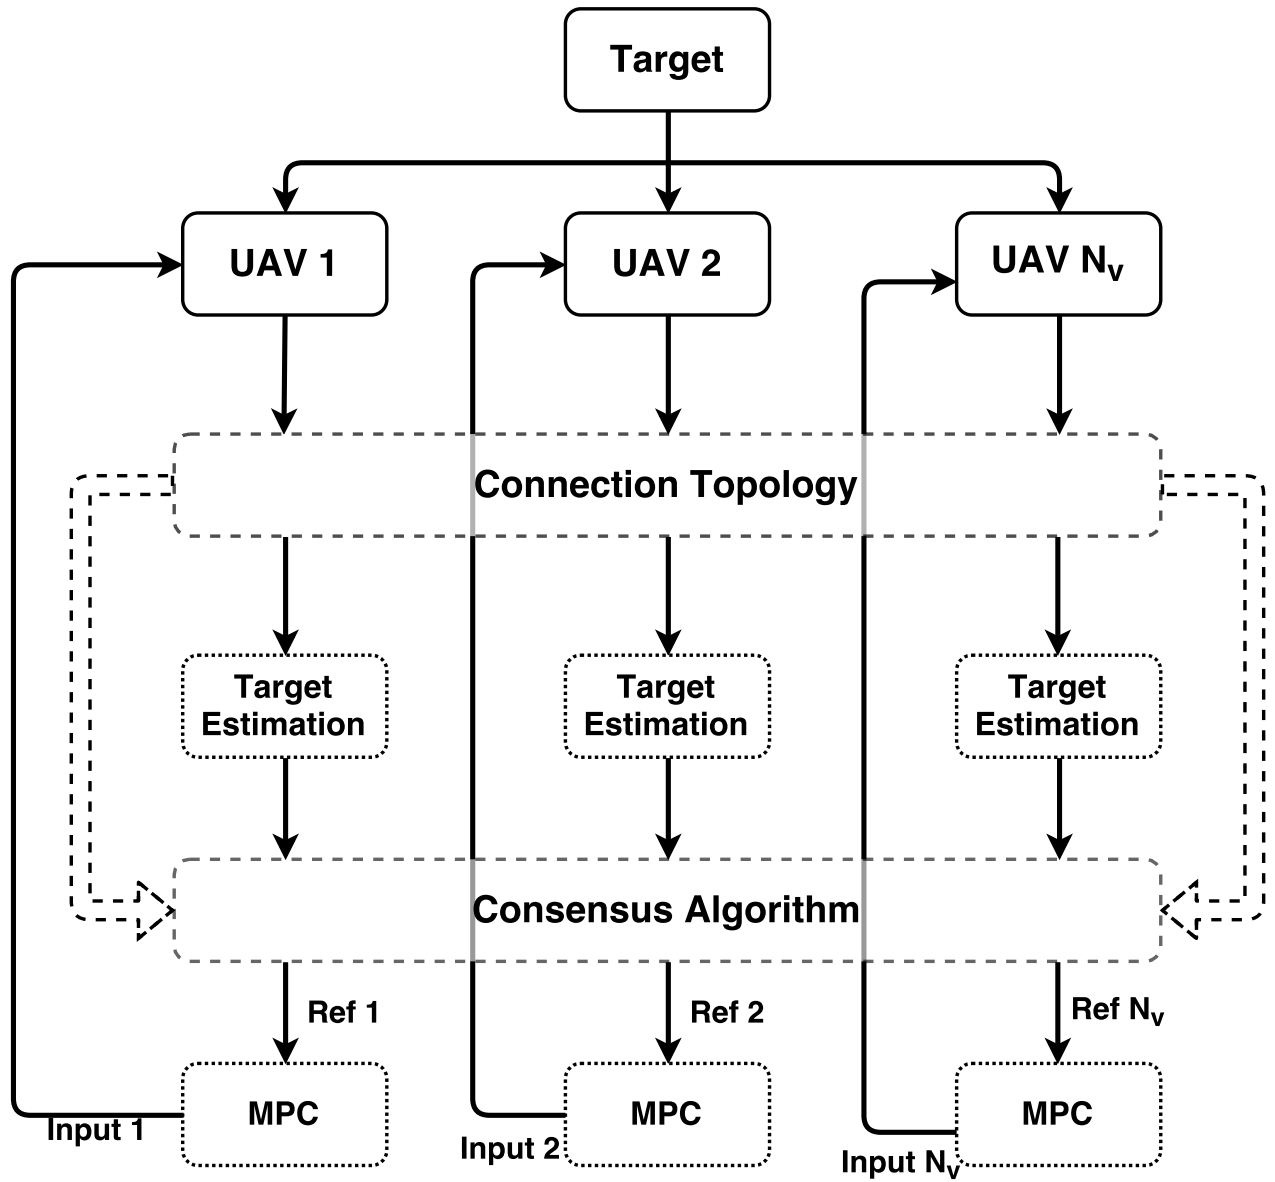 Target
UAV 1
UAV 2
UAV Nv
Connection Topology
Target
Estimation
Target
Estimation
Target
Estimation
Consensus Algorithm
Ref 1
Ref 2
Ref Nv
MPC
MPC
MPC
Input 1
Input 2
Input Nv